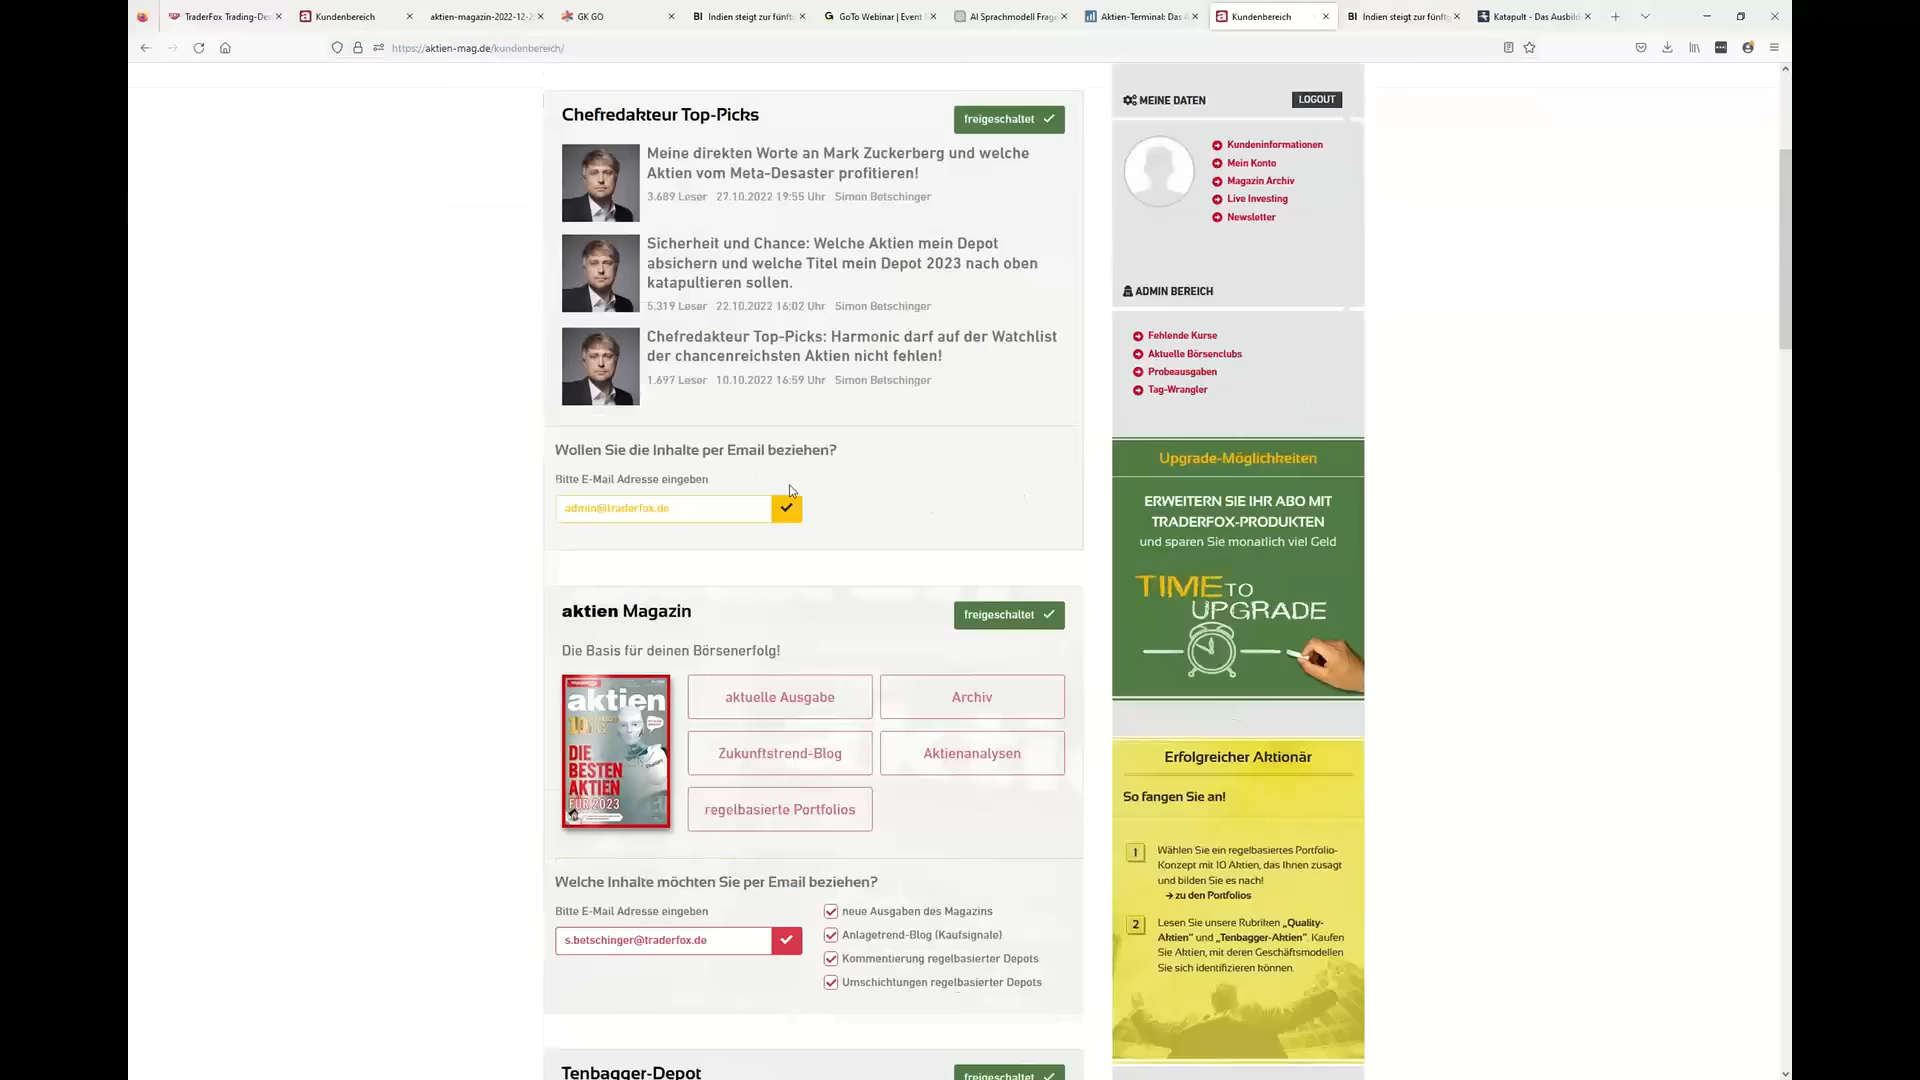 TraderFox Trading-De
Kundenbereich
aktien-magazin-2022-12-2
GK GO
BI Indien steigt zur fünft
GoTo Webinar | Event
AI Sprachmodell Frage
Aktien-Terminal: Das A
Kundenbereich
BI Indien steigt zur fünft
Katapult - Das Ausbild
https://aktien-mag.de/kundenbereich/
Chefredakteur Top-Picks
freigeschaltet
Meine direkten Worte an Mark Zuckerberg und welche
Aktien vom Meta-Desaster profitieren!
3.689 Leser 27.10.2022 19:55 Uhr Simon Betschinger
Sicherheit und Chance: Welche Aktien mein Depot
absichern und welche Titel mein Depot 2023 nach oben
katapultieren sollen.
5.319 Leser 22.10.2022 16:02 Uhr Simon Betschinger
Chefredakteur Top-Picks: Harmonic darf auf der Watchlist
der chancenreichsten Aktien nicht fehlen!
1.697 Leser 10.10.2022 16:59 Uhr Simon Betschinger
Wollen Sie die Inhalte per Email beziehen?
Bitte E-Mail Adresse eingeben
admin@traderfox.de
aktien Magazin
freigeschaltet
Die Basis für deinen Börsenerfolg!
aktien
DIE
BESTEN
AKTIEN
FÜR 2023
aktuelle Ausgabe
Archiv
Zukunftstrend-Blog
Aktienanalysen
regelbasierte Portfolios
Welche Inhalte möchten Sie per Email beziehen?
Bitte E-Mail Adresse eingeben
s.betschinger@traderfox.de
neue Ausgaben des Magazins
Anlagetrend-Blog (Kaufsignale)
Kommentierung regelbasierter Depots
Umschichtungen regelbasierter Depots
Tenbagger-Depot
freigeschaltet
MEINE DATEN
LOGOUT
Kundeninformationen
Mein Konto
Magazin Archiv
Live Investing
Newsletter
ADMIN BEREICH
Fehlende Kurse
Aktuelle Börsenclubs
Probeausgaben
Tag-Wrangler
Upgrade-Möglichkeiten
ERWEITERN SIE IHR ABO MIT
TRADERFOX-PRODUKTEN
und sparen Sie monatlich viel Geld
TIME TO
UPGRADE
Erfolgreicher Aktionär
So fangen Sie an!
1 Wählen Sie ein regelbasiertes Portfolio-
Konzept mit 10 Aktien, das Ihnen zusagt
und bilden Sie es nach!
zu den Portfolios
2 Lesen Sie unsere Rubriken „Quality-
Aktien" und „Tenbagger-Aktien". Kaufen
Sie Aktien, mit deren Geschäftsmodellen
Sie sich identifizieren können.